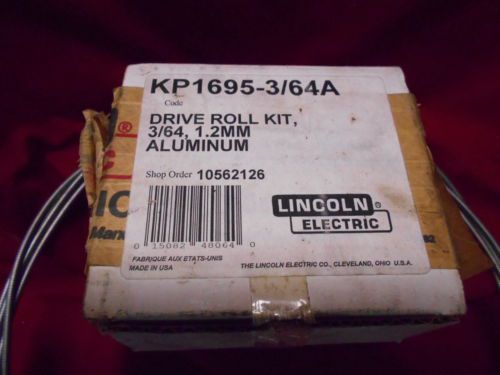 KP1695-3/64A
Code
DRIVE ROLL KIT,
3/64, 1.2MM
ALUMINUM
Shop Order 10562126
LINCOLN
ELECTRIC
0 15082 48064 0
FABRIQUE AUX ETATS-UNIS
MADE IN USA
THE LINCOLN ELECTRIC CO., CLEVELAND, OHIO U.S.A.